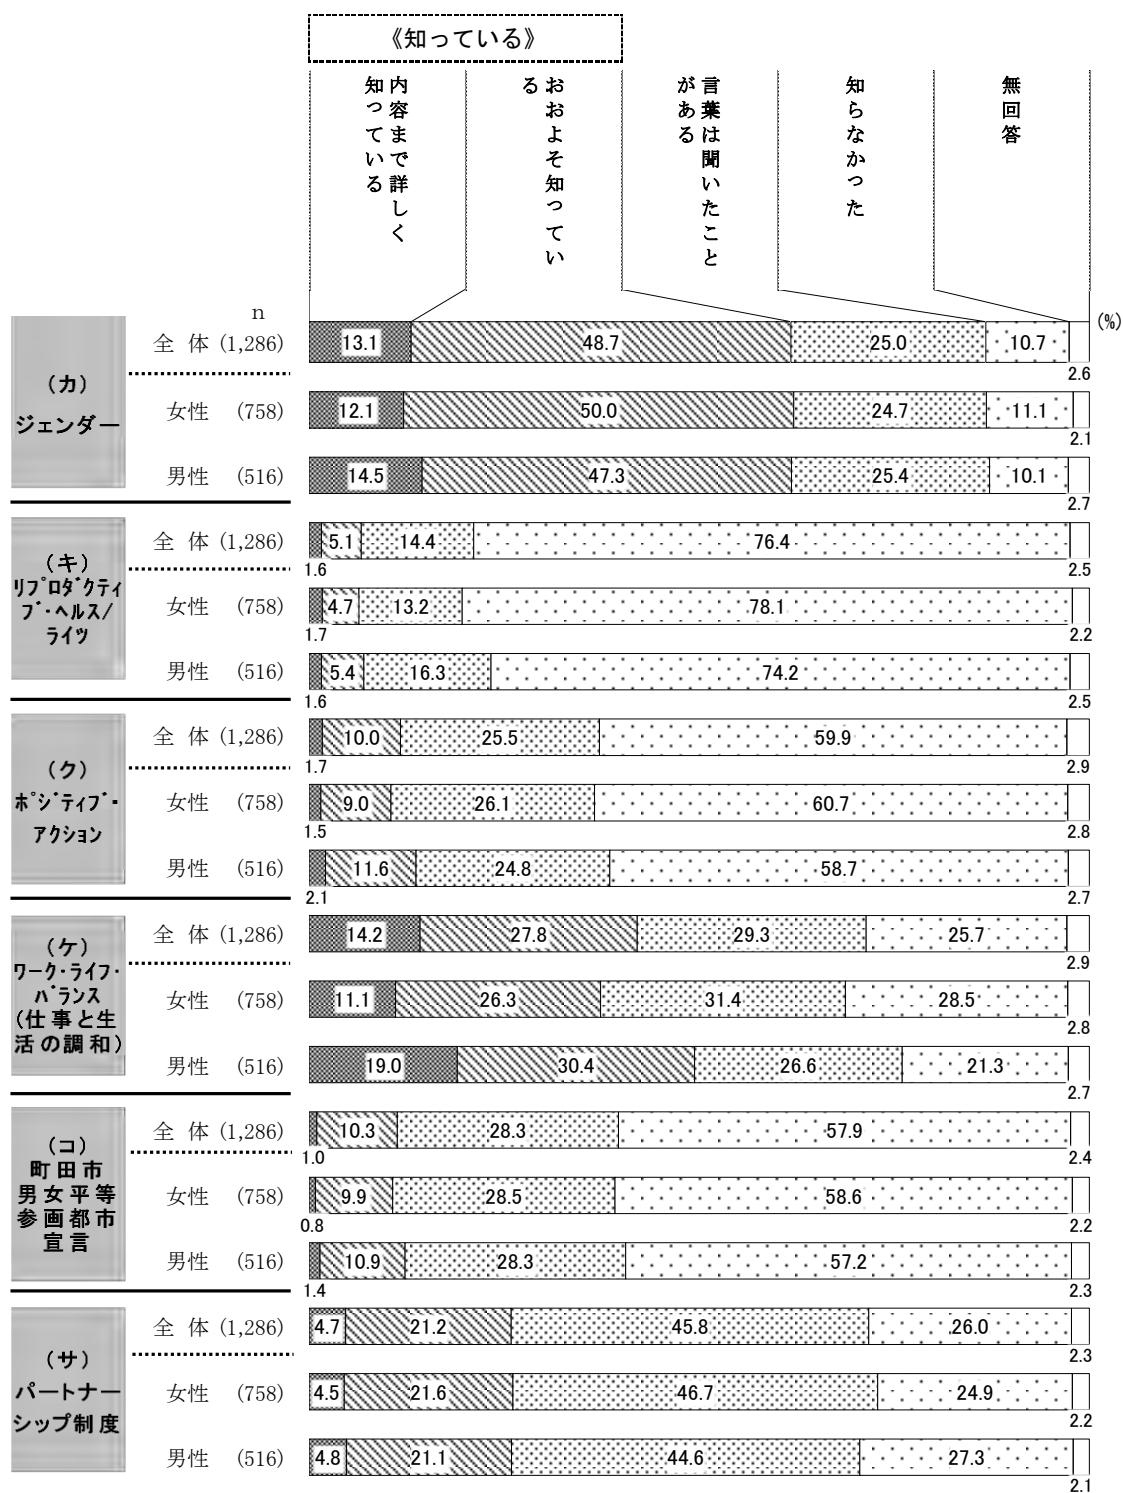 《知っている》
内容まで詳しく
知っている
おおよそ知ってい
る
言葉は聞いたこと
がある
知らなかった
無回答
(%)
n
(カ)
ジェンダー
全 体 (1,286)
13.1 48.7 25.0 10.7
2.6
女性 (758)
12.1 50.0 24.7 11.1
2.1
男性 (516)
14.5 47.3 25.4 10.1
2.7
(キ)
リプロダクティ
ブ・ヘルス/
ライツ
全 体 (1,286)
5.1 14.4 76.4
1.6 2.5
女性 (758)
4.7 13.2 78.1
1.7 2.2
男性 (516)
5.4 16.3 74.2
1.6 2.5
(ク)
ポジティブ・
アクション
全 体 (1,286)
10.0 25.5 59.9
1.7 2.9
女性 (758)
9.0 26.1 60.7
1.5 2.8
男性 (516)
11.6 24.8 58.7
2.1 2.7
(ケ)
ワーク・ライフ・
バランス
(仕事と生
活の調和)
全 体 (1,286)
14.2 27.8 29.3 25.7
2.9
女性 (758)
11.1 26.3 31.4 28.5
2.8
男性 (516)
19.0 30.4 26.6 21.3
2.7
(コ)
町田市
男女平等
参画都市
宣言
全 体 (1,286)
10.3 28.3 57.9
1.0 2.4
女性 (758)
9.9 28.5 58.6
0.8 2.2
男性 (516)
10.9 28.3 57.2
1.4 2.3
(サ)
パートナー
シップ制度
全 体 (1,286)
4.7 21.2 45.8 26.0
2.3
女性 (758)
4.5 21.6 46.7 24.9
2.2
男性 (516)
4.8 21.1 44.6 27.3
2.1